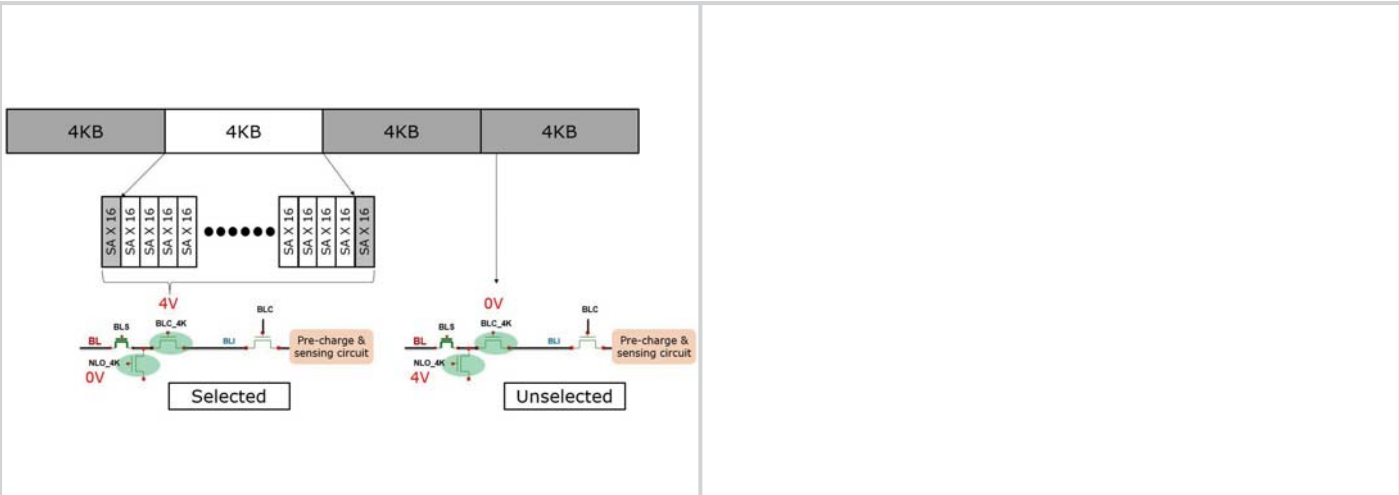 4KB
4KB
4KB
4KB
SA X 16
SA X 16
SA X 16
SA X 16
SA X 16
SA X 16
SA X 16
SA X 16
SA X 16
SA X 16
4V
BLC
BLS
BLC_4K
BL
BLI
Pre-charge &
sensing circuit
NLO_4K
0V
Selected
0V
BLC
BLS
BLC_4K
BL
BLI
Pre-charge &
sensing circuit
NLO_4K
4V
Unselected